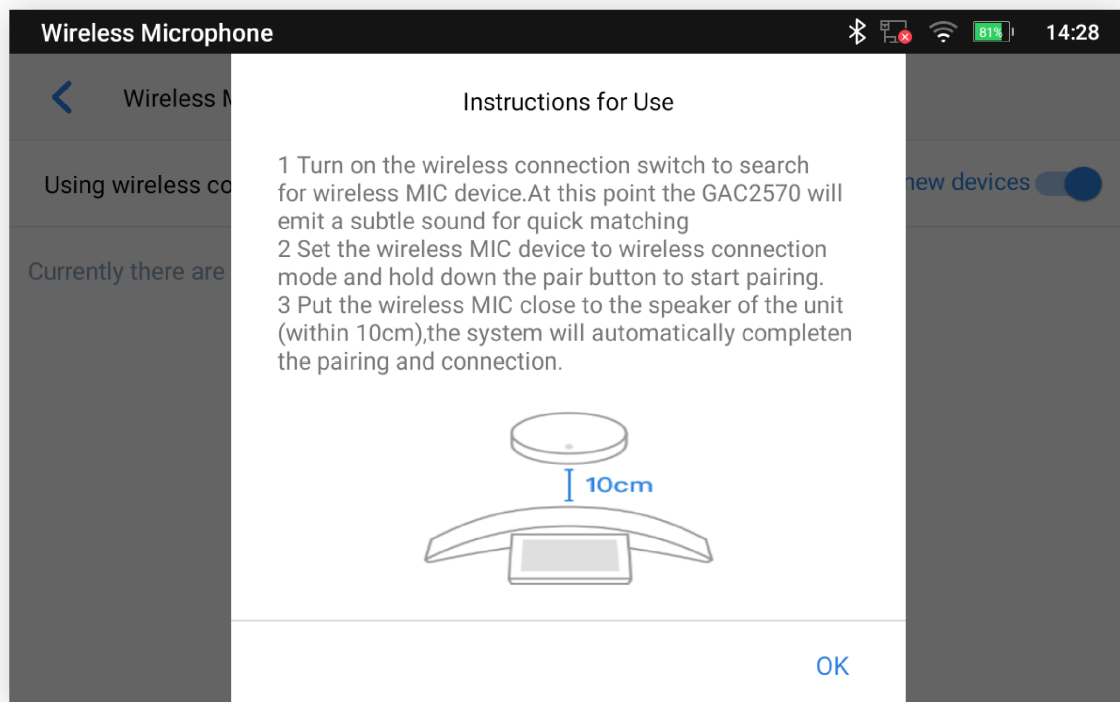 Wireless Microphone
81%
14:28
Wireless
Instructions for Use
1 Turn on the wireless connection switch to search
for wireless MIC device.At this point the GAC2570 will
emit a subtle sound for quick matching
2 Set the wireless MIC device to wireless connection
mode and hold down the pair button to start pairing.
3 Put the wireless MIC close to the speaker of the unit
(within 10cm),the system will automatically completen
the pairing and connection.
Using wireless co
new devices
Currently there are
10cm
OK